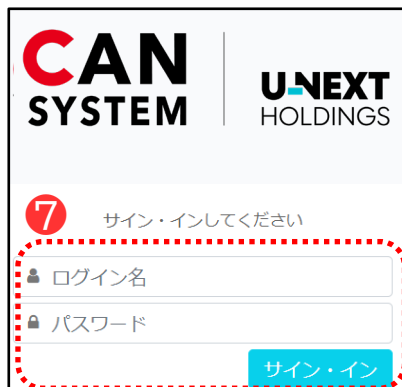 CAN
SYSTEM
U-NEXT
HOLDINGS
7
サイン・インしてください
ログイン名
パスワード
サイン・イン